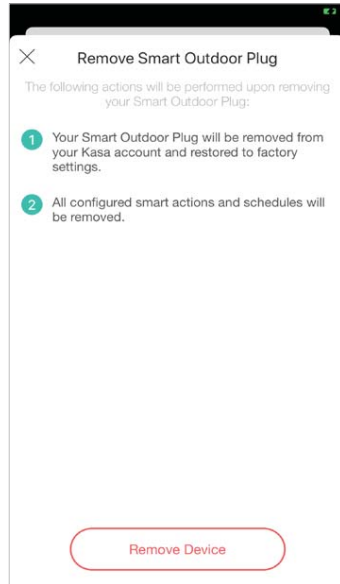 Remove Smart Outdoor Plug
The following actions will be performed upon removing
your Smart Outdoor Plug:
1 Your Smart Outdoor Plug will be removed from
your Kasa account and restored to factory
settings.
2 All configured smart actions and schedules will
be removed.
Remove Device